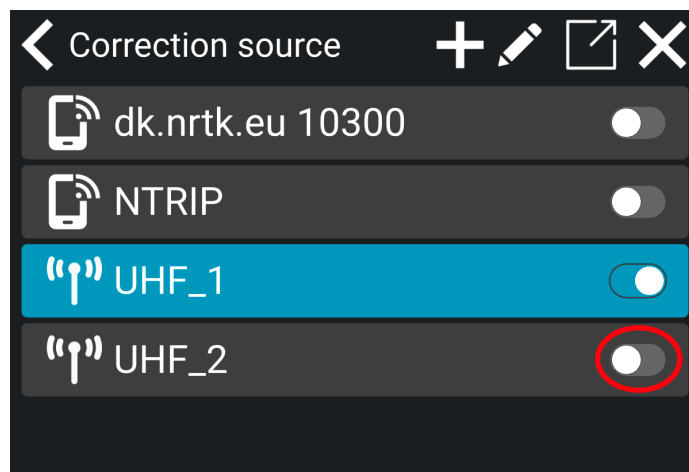 Correction source
dk.nrtk.eu 10300
NTRIP
UHF_1
UHF_2